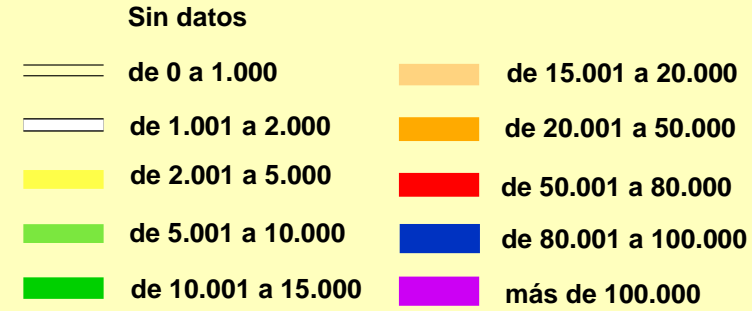 Sin datos
de 0 a 1.000
de 1.001 a 2.000
de 2.001 a 5.000
de 5.001 a 10.000
de 10.001 a 15.000
de 15.001 a 20.000
de 20.001 a 50.000
de 50.001 a 80.000
de 80.001 a 100.000
más de 100.000